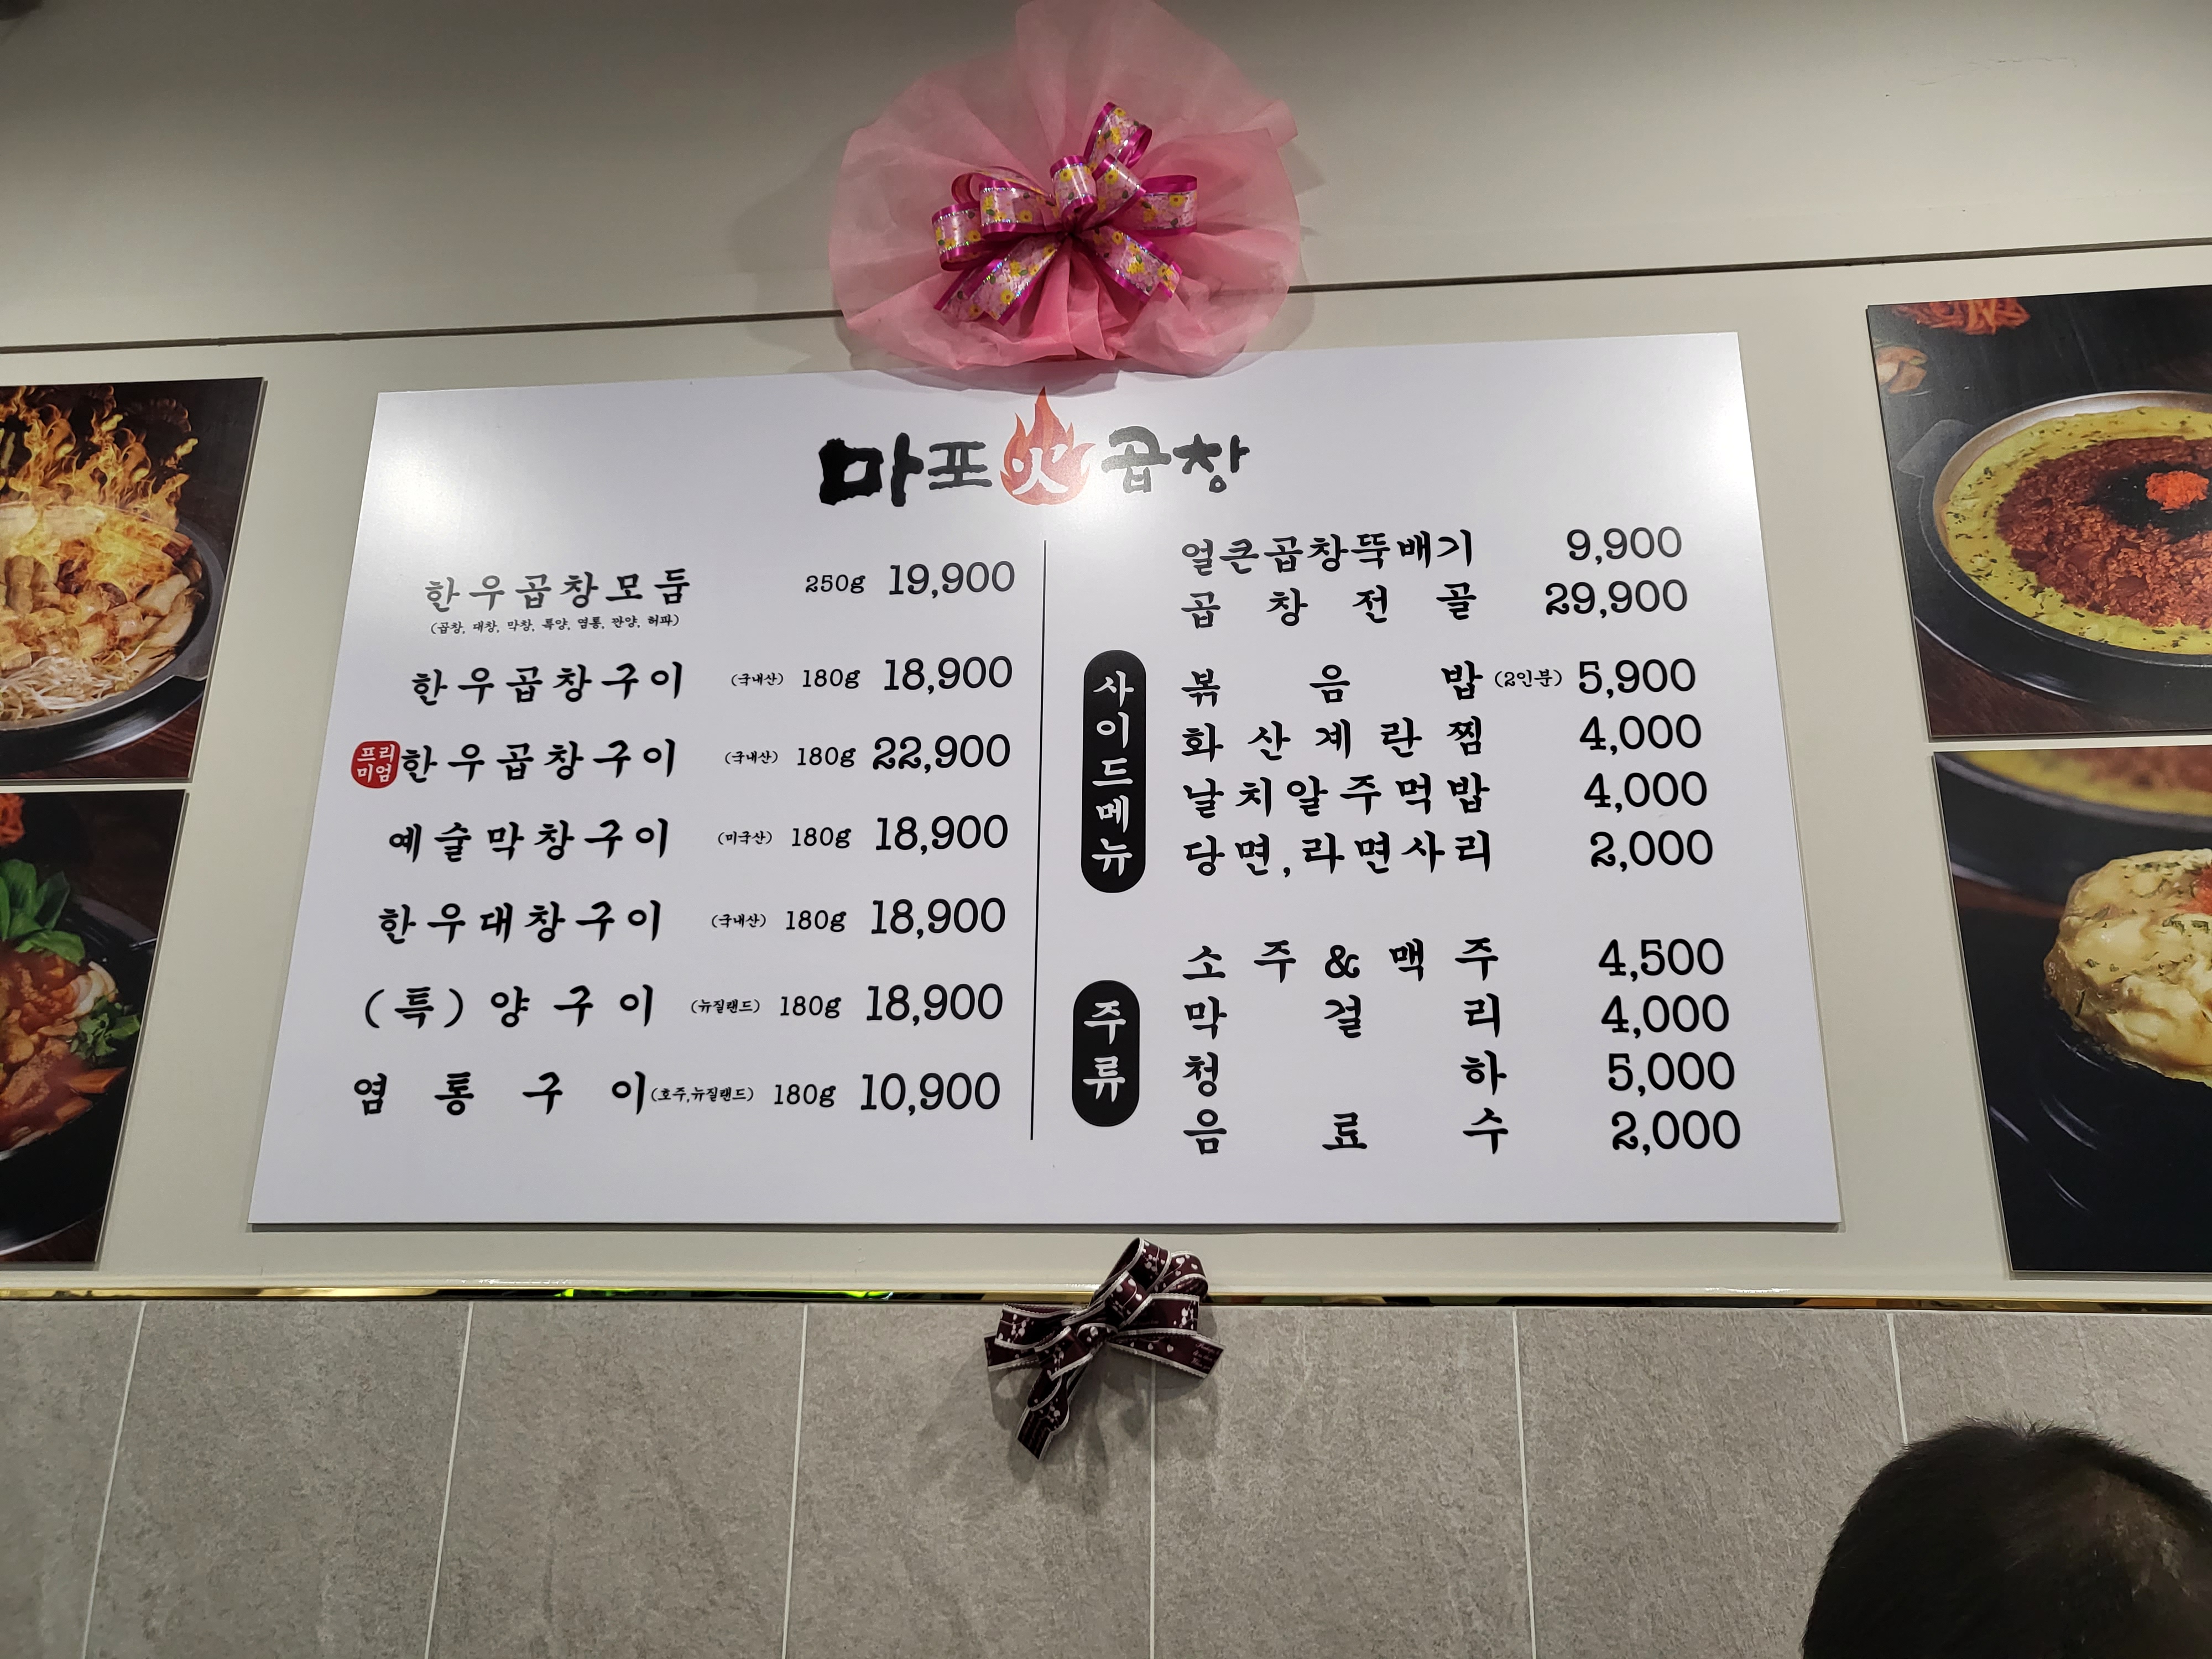 마포火곱창
한우곱창모둠 250g 19,900
(곱창, 대창, 막창, 특양, 염통, 깐양, 허파)
한우곱창구이 (국내산) 180g 18,900
프리미엄 한우곱창구이 (국내산) 180g 22,900
예술막창구이 (미국산) 180g 18,900
한우대창구이 (국내산) 180g 18,900
(특)양구이 (뉴질랜드) 180g 18,900
염통구이 (호주,뉴질랜드) 180g 10,900
얼큰곱창뚝배기 9,900
곱창전골 29,900
사이드메뉴
볶음밥 (2인분) 5,900
화산계란찜 4,000
날치알주먹밥 4,000
당면,라면사리 2,000
주류
소주&맥주 4,500
막걸리 4,000
청하 5,000
음료수 2,000